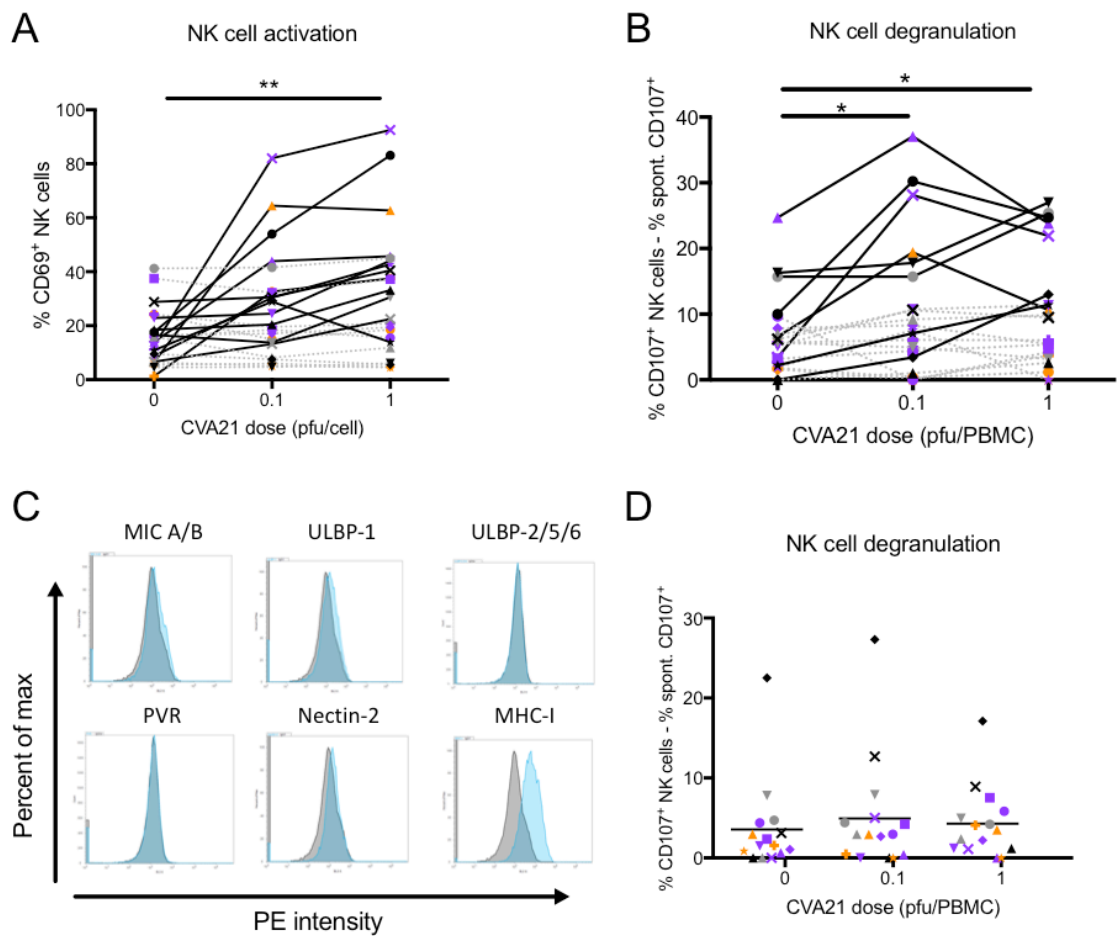 A
NK cell activation
**
% CD69+ NK cells
100
80
60
40
20
0
0 0.1 1
CVA21 dose (pfu/cell)
B
NK cell degranulation
*
*
% CD107+ NK cells - % spont. CD107+
40
30
20
10
0
0 0.1 1
CVA21 dose (pfu/PBMC)
C
MIC A/B ULBP-1 ULBP-2/5/6
PVR Nectin-2 MHC-I
Percent of max
PE intensity
D
NK cell degranulation
% CD107+ NK cells - % spont. CD107+
30
20
10
0
0 0.1 1
CVA21 dose (pfu/PBMC)